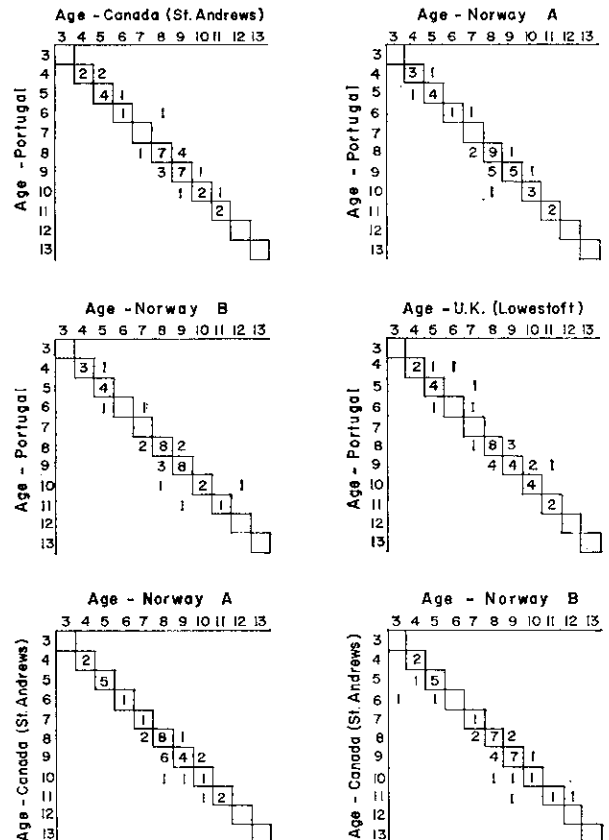 Age - Canada (St. Andrews)
3 4 5 6 7 8 9 10 11 12 13
Age - Portugal
3
4 2 2
5 4 1
6 1 1
7
8 1 7 4
9 3 7 1
10 1 2 1
11 2
12
13
Age - Norway A
3 4 5 6 7 8 9 10 11 12 13
Age - Portugal
3
4 3 1
5 1 4
6 1 1
7
8 2 9 1
9 5 5 1
10 1 3
11 2
12
13
Age - Norway B
3 4 5 6 7 8 9 10 11 12 13
Age - Portugal
3
4 3 1
5 4
6 1 1
7
8 2 8 2
9 3 8
10 1 2 1
11 1 1
12
13
Age - U.K. (Lowestoft)
3 4 5 6 7 8 9 10 11 12 13
Age - Portugal
3
4 2 1 1
5 4 1
6 1 1
7
8 1 8 3
9 4 4 2 1
10 4
11 2
12
13
Age - Norway A
3 4 5 6 7 8 9 10 11 12 13
Age - Canada (St. Andrews)
3
4 2
5 5
6 1
7 1
8 2 8 1
9 6 4 2
10 1 1 1
11 1 2
12
13
Age - Norway B
3 4 5 6 7 8 9 10 11 12 13
Age - Canada (St. Andrews)
3
4 2
5 1 5
6 1 1
7 1
8 2 7 2
9 4 7 1
10 1 1 1
11 1 1 1
12
13